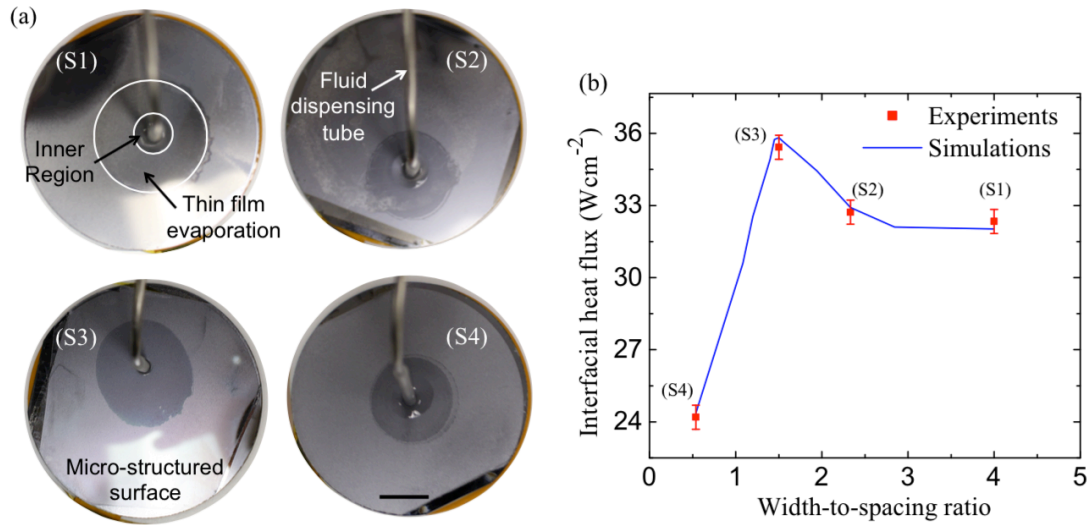 (a)
(S1)
Inner
Region
Thin film
evaporation
(S2)
Fluid
dispensing
tube
(S3)
Micro-structured
surface
(S4)
(b)
Interfacial heat flux (Wcm⁻²)
36
33
30
27
24
0 1 2 3 4 5
Width-to-spacing ratio
Experiments
Simulations
(S3)
(S2)
(S1)
(S4)